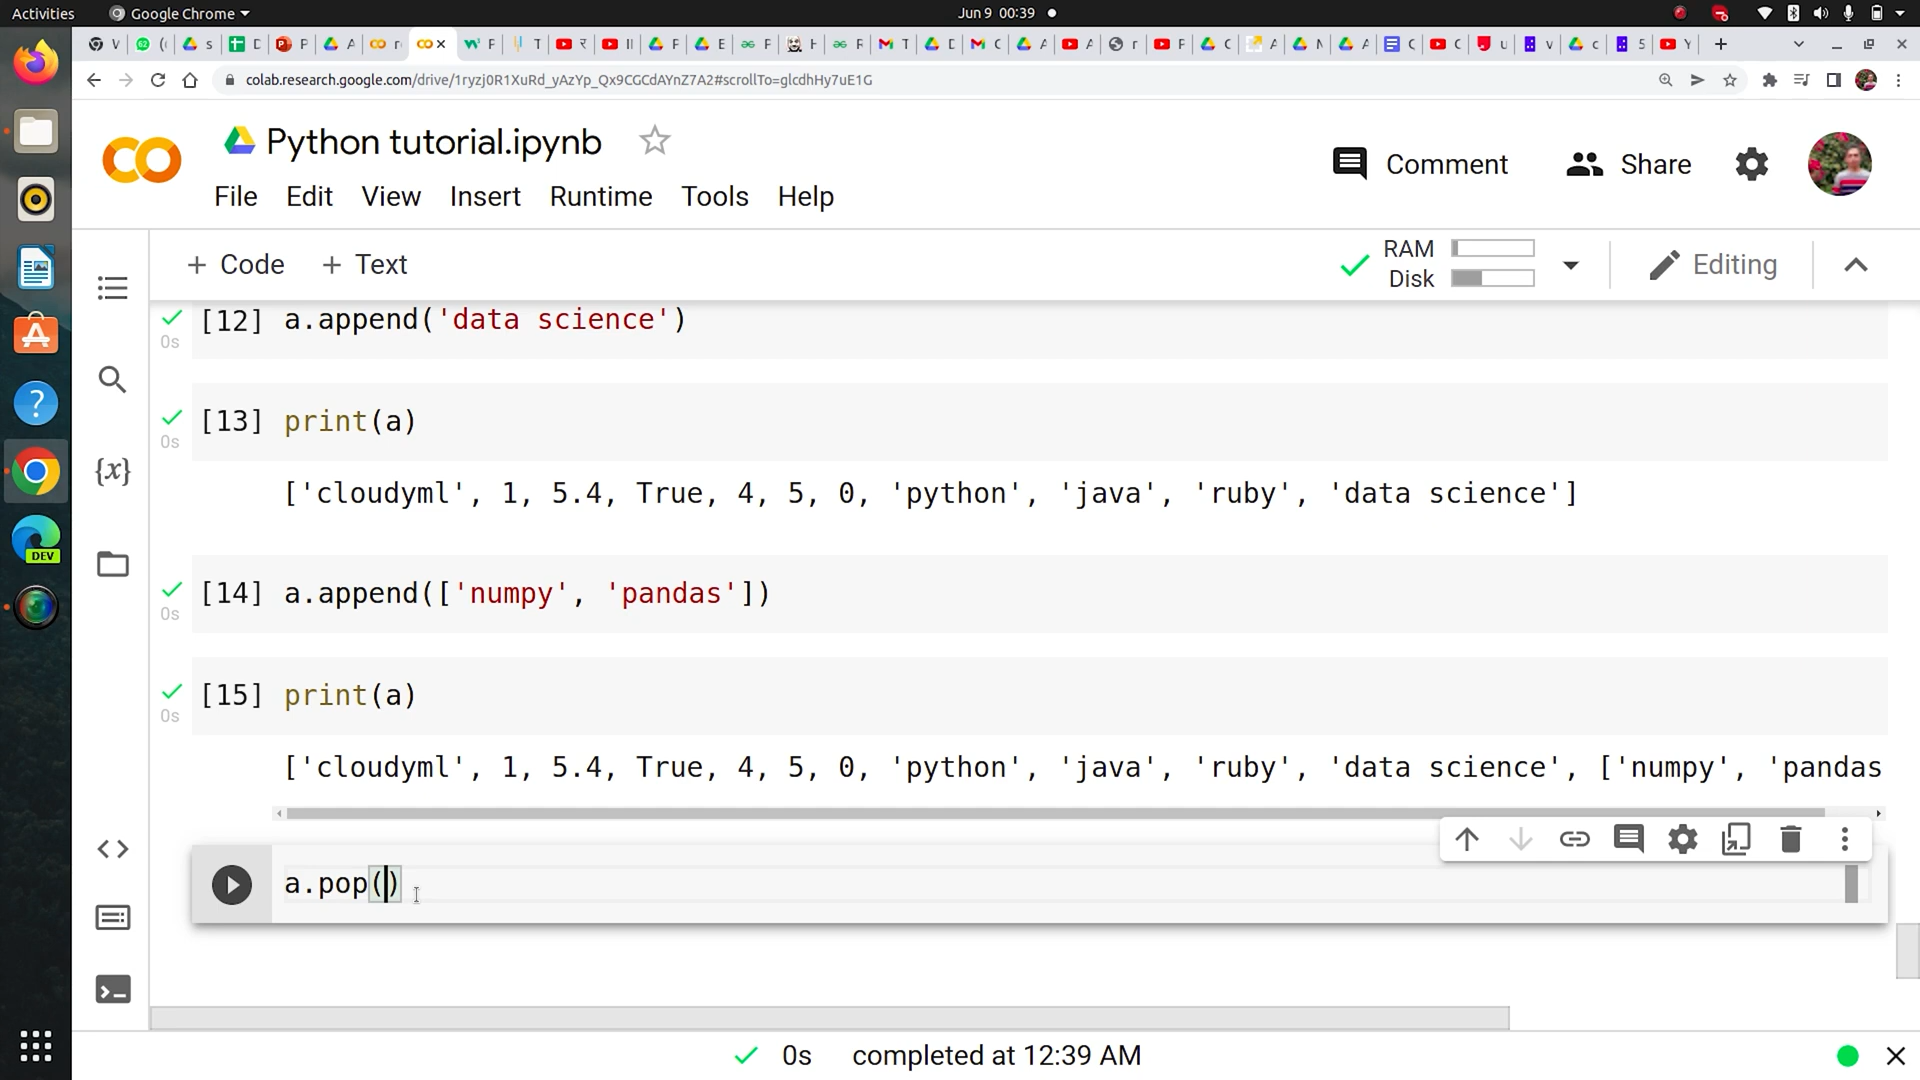 Activities
Google Chrome
Jun 9 00:39
colab.research.google.com/drive/1ryzj0R1XuRd_yAzYp_Qx9CGCdAYnZ7A2#scrollTo=glcdhHy7uE1G
Python tutorial.ipynb
Comment
Share
File Edit View Insert Runtime Tools Help
+ Code + Text
RAM
Disk
Editing
[12] a.append('data science')
0s
[13] print(a)
0s
['cloudyml', 1, 5.4, True, 4, 5, 0, 'python', 'java', 'ruby', 'data science']
[14] a.append(['numpy', 'pandas'])
0s
[15] print(a)
0s
['cloudyml', 1, 5.4, True, 4, 5, 0, 'python', 'java', 'ruby', 'data science', ['numpy', 'pandas
{x}
DEV
a.pop()
0s completed at 12:39 AM